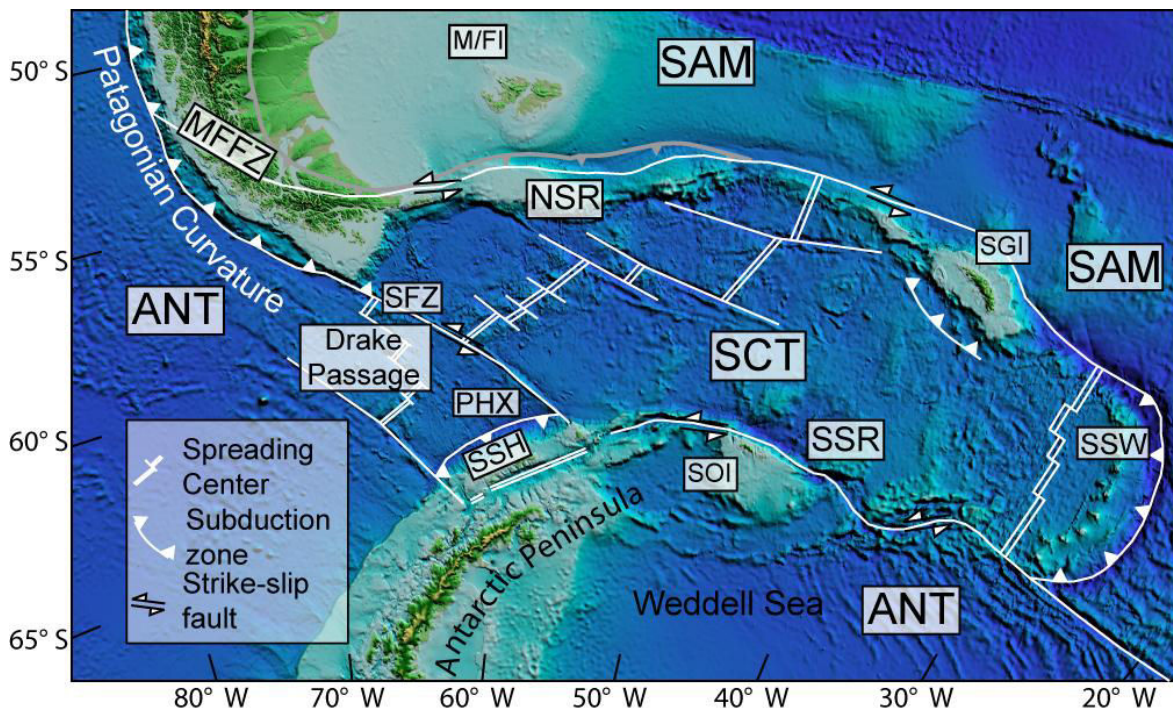 M/FI
SAM
50° S
Patagonian Curvature
MFFZ
NSR
SGI
55° S
SAM
ANT
SFZ
Drake
Passage
SCT
PHX
60° S
SSH
SSR
SSW
SOI
Spreading
Center
Subduction
zone
Strike-slip
fault
Antarctic Peninsula
Weddell Sea
ANT
65° S
80° W
70° W
60° W
50° W
40° W
30° W
20° W